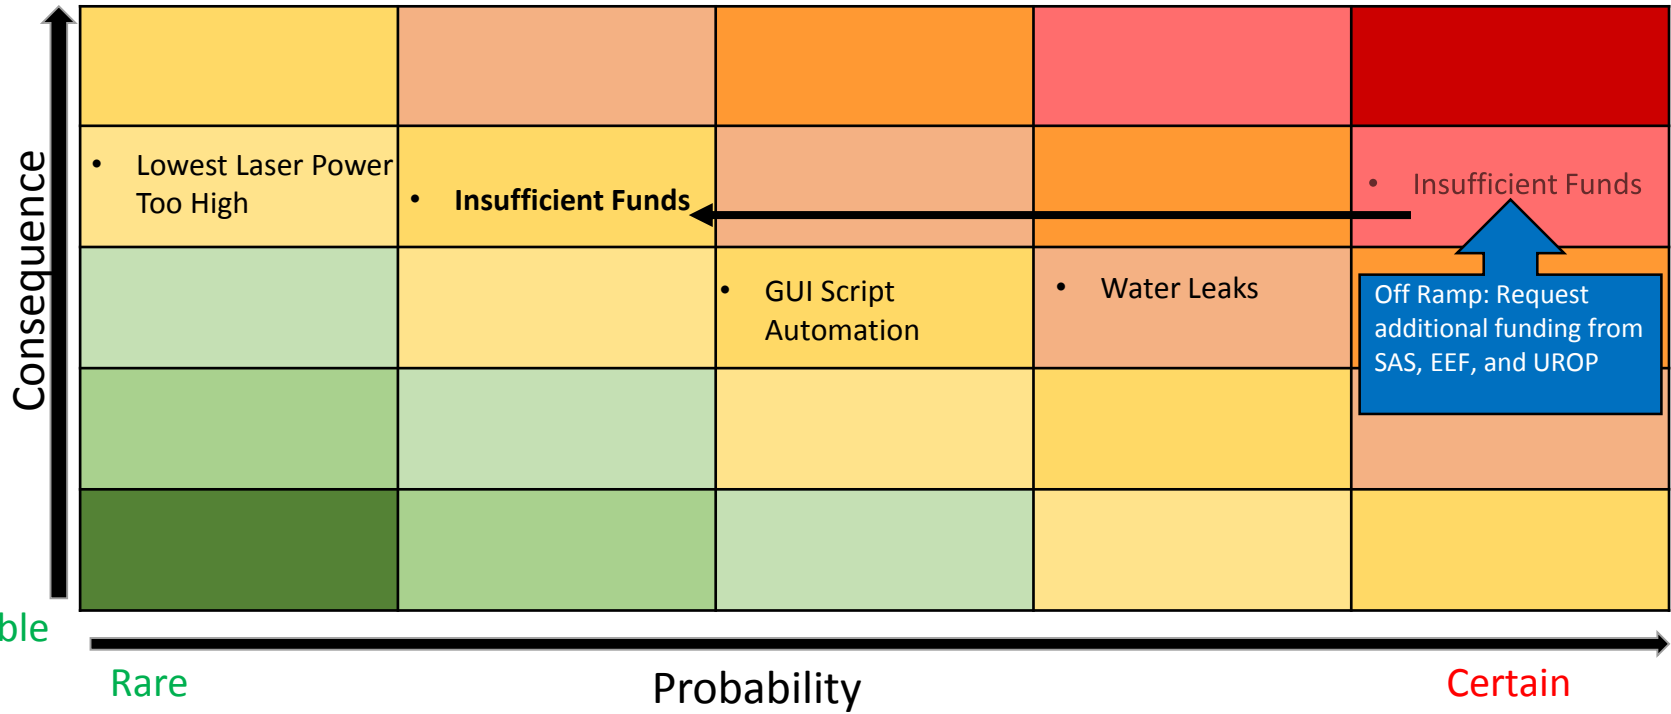 Consequence
• Lowest Laser Power
Too High
• Insufficient Funds
• Insufficient Funds
• GUI Script
Automation
• Water Leaks
Off Ramp: Request
additional funding from
SAS, EEF, and UROP
Rare
Probability
Certain